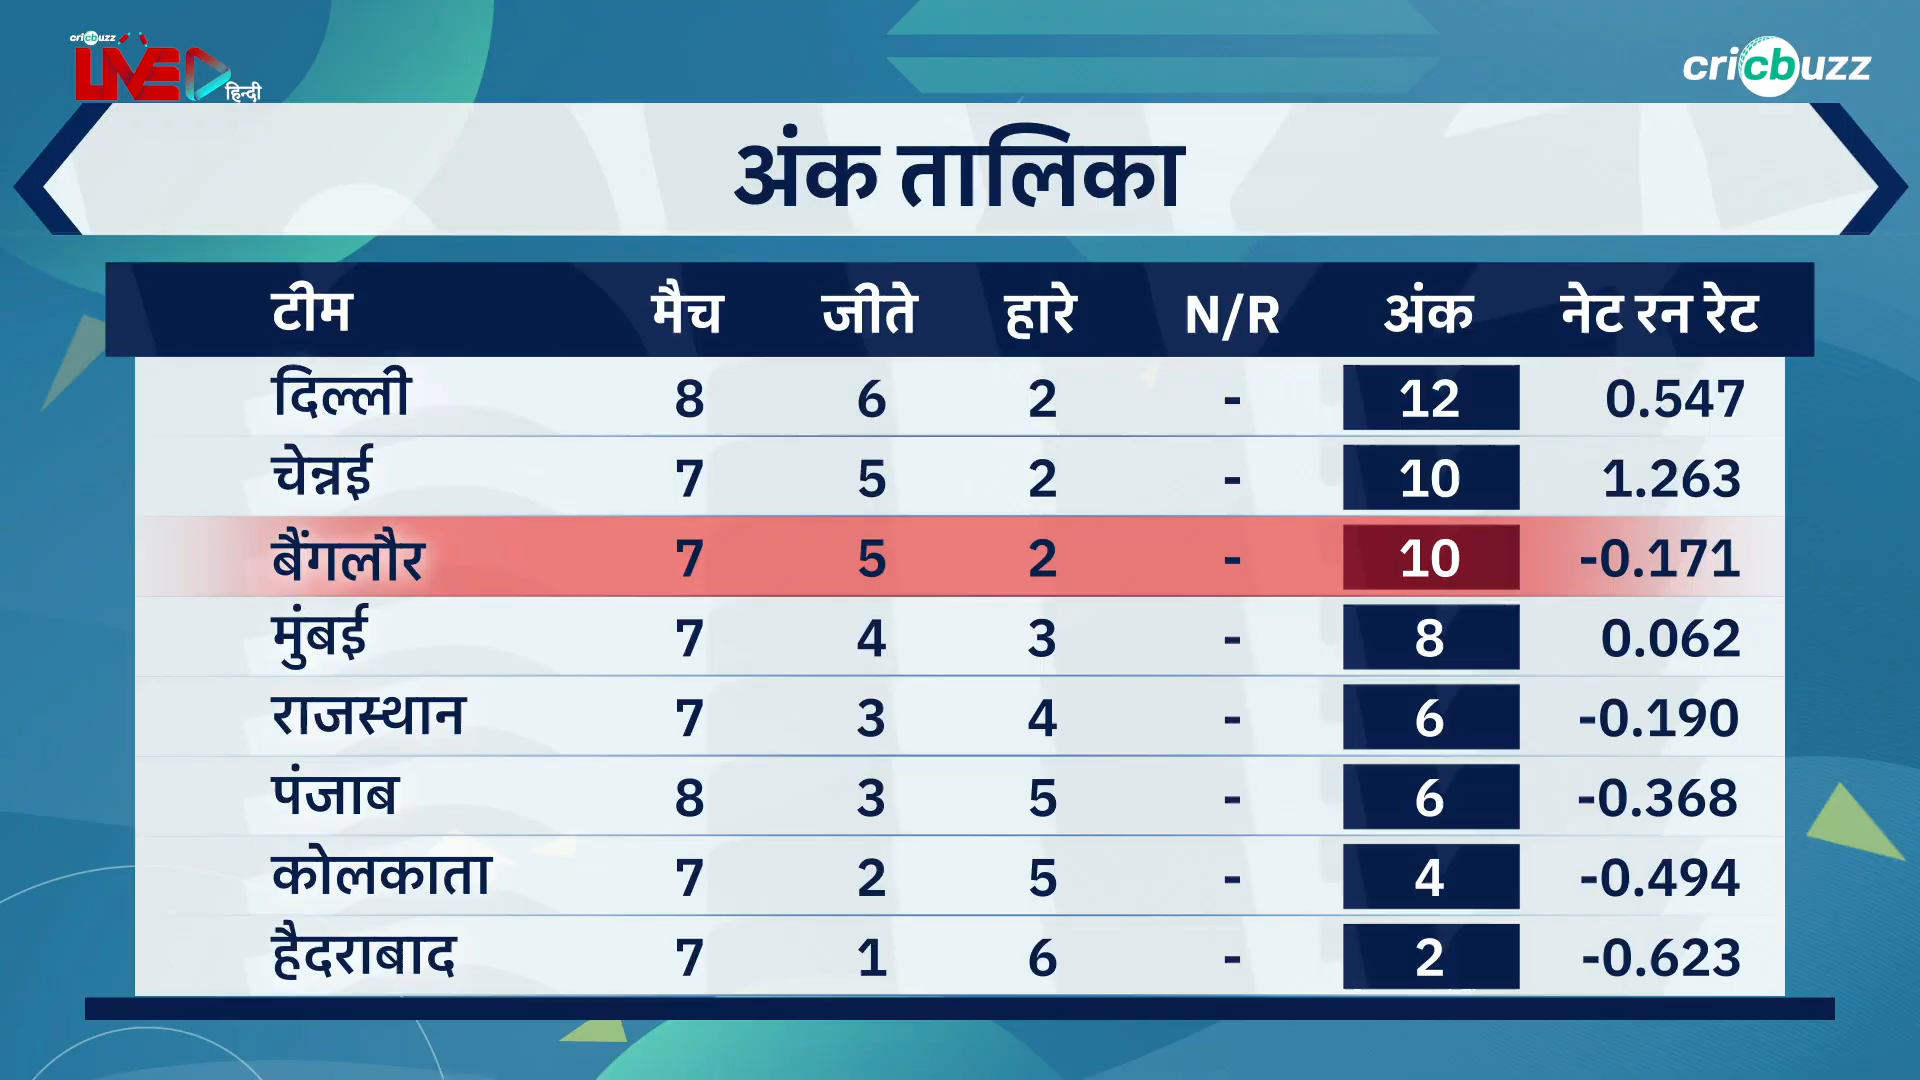 cricbuzz
LIVE
हिन्दी
cricbuzz
अंक तालिका
टीम मैच जीते हारे N/R अंक नेट रन रेट
दिल्ली 8 6 2 - 12 0.547
चेन्नई 7 5 2 - 10 1.263
बैंगलौर 7 5 2 - 10 -0.171
मुंबई 7 4 3 - 8 0.062
राजस्थान 7 3 4 - 6 -0.190
पंजाब 8 3 5 - 6 -0.368
कोलकाता 7 2 5 - 4 -0.494
हैदराबाद 7 1 6 - 2 -0.623